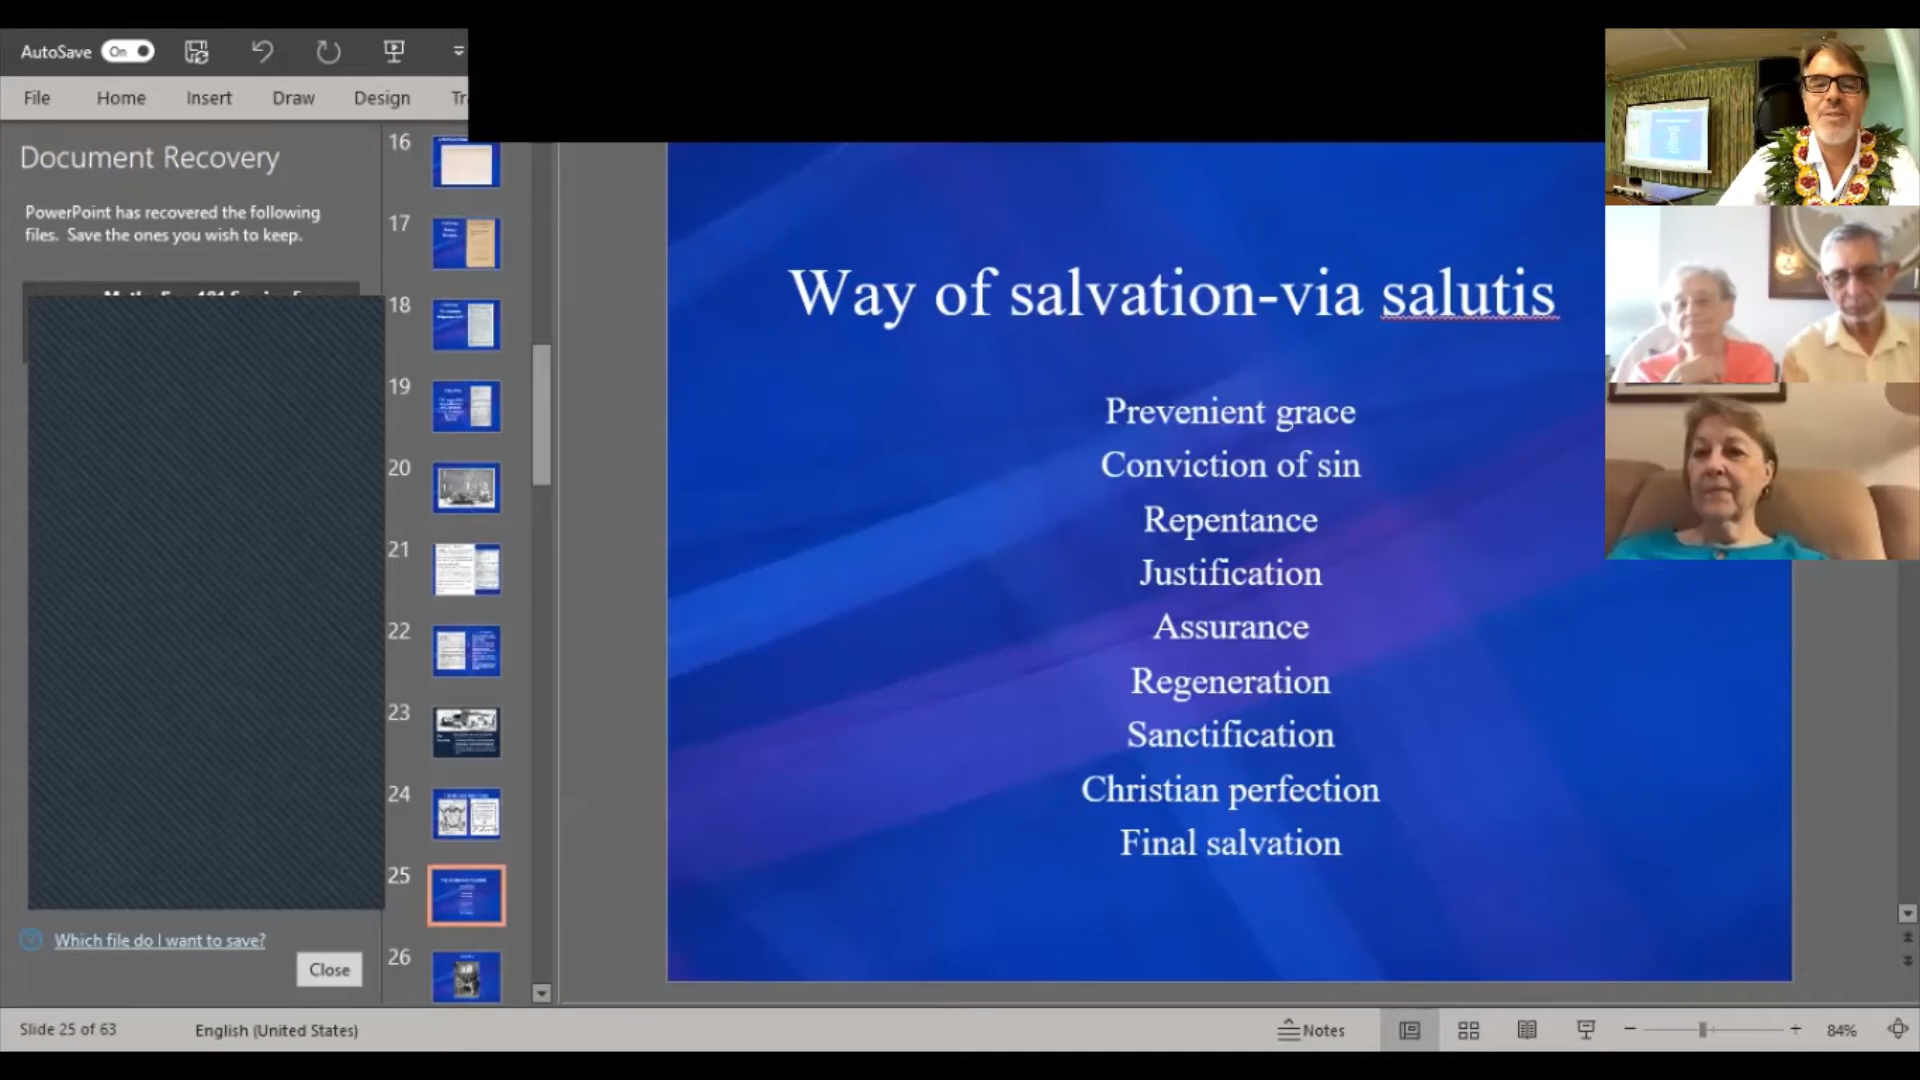 AutoSave On
File Home Insert Draw Design Tr
Document Recovery
PowerPoint has recovered the following
files. Save the ones you wish to keep.
Which file do I want to save?
Close
16
17
18
19
20
21
22
23
24
25
26
Way of salvation-via salutis
Prevenient grace
Conviction of sin
Repentance
Justification
Assurance
Regeneration
Sanctification
Christian perfection
Final salvation
Slide 25 of 63 English (United States) Notes 84%